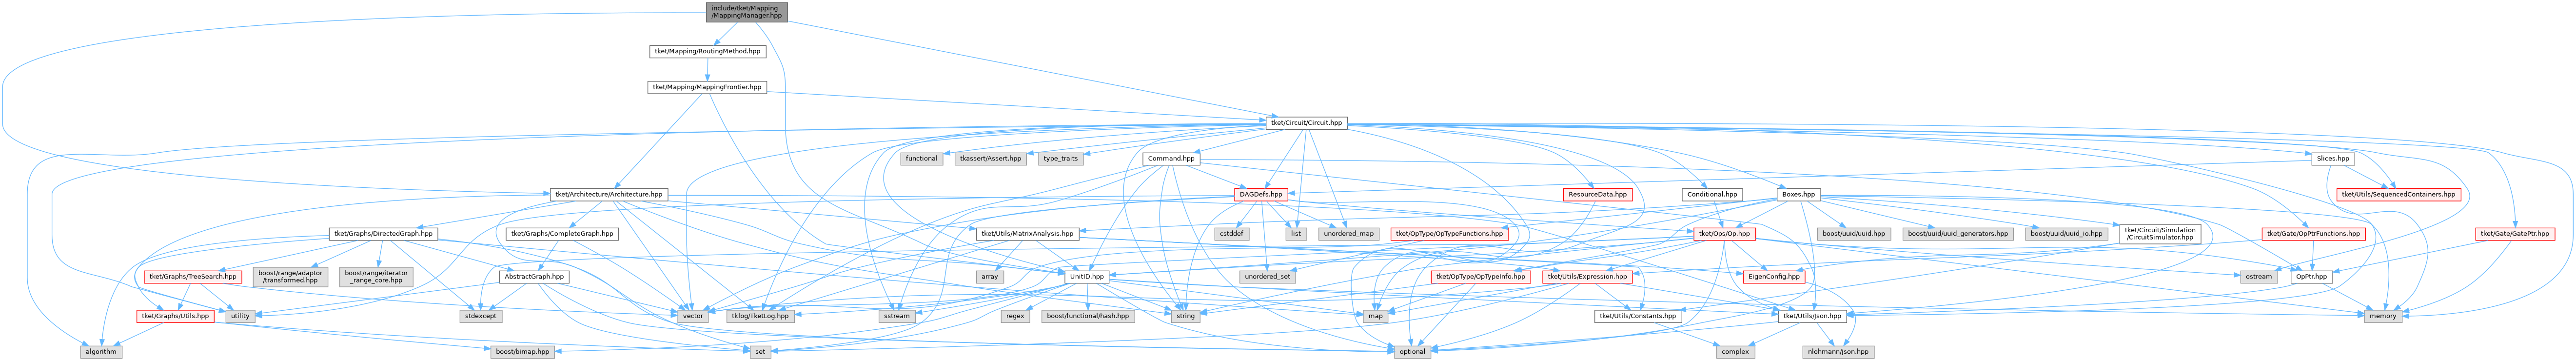 include/tket/Mapping
/MappingManager.hpp
tket/Mapping/RoutingMethod.hpp
tket/Mapping/MappingFrontier.hpp
tket/Circuit/Circuit.hpp
functional
tkassert/Assert.hpp
type_traits
Command.hpp
Slices.hpp
tket/Architecture/Architecture.hpp
DAGDefs.hpp
ResourceData.hpp
Conditional.hpp
Boxes.hpp
tket/Utils/SequencedContainers.hpp
tket/Graphs/DirectedGraph.hpp
tket/Graphs/CompleteGraph.hpp
tket/Utils/MatrixAnalysis.hpp
cstddef
list
unordered_map
tket/OpType/OpTypeFunctions.hpp
tket/Ops/Op.hpp
boost/uuid/uuid.hpp
boost/uuid/uuid_generators.hpp
boost/uuid/uuid_io.hpp
tket/Circuit/Simulation
/CircuitSimulator.hpp
tket/Gate/OpPtrFunctions.hpp
tket/Gate/GatePtr.hpp
tket/Graphs/TreeSearch.hpp
boost/range/adaptor
/transformed.hpp
boost/range/iterator
_range_core.hpp
AbstractGraph.hpp
array
UnitID.hpp
unordered_set
tket/OpType/OpTypeInfo.hpp
tket/Utils/Expression.hpp
EigenConfig.hpp
ostream
OpPtr.hpp
tket/Graphs/Utils.hpp
utility
stdexcept
vector
tklog/TketLog.hpp
sstream
regex
boost/functional/hash.hpp
string
map
tket/Utils/Constants.hpp
tket/Utils/Json.hpp
memory
algorithm
boost/bimap.hpp
set
optional
complex
nlohmann/json.hpp